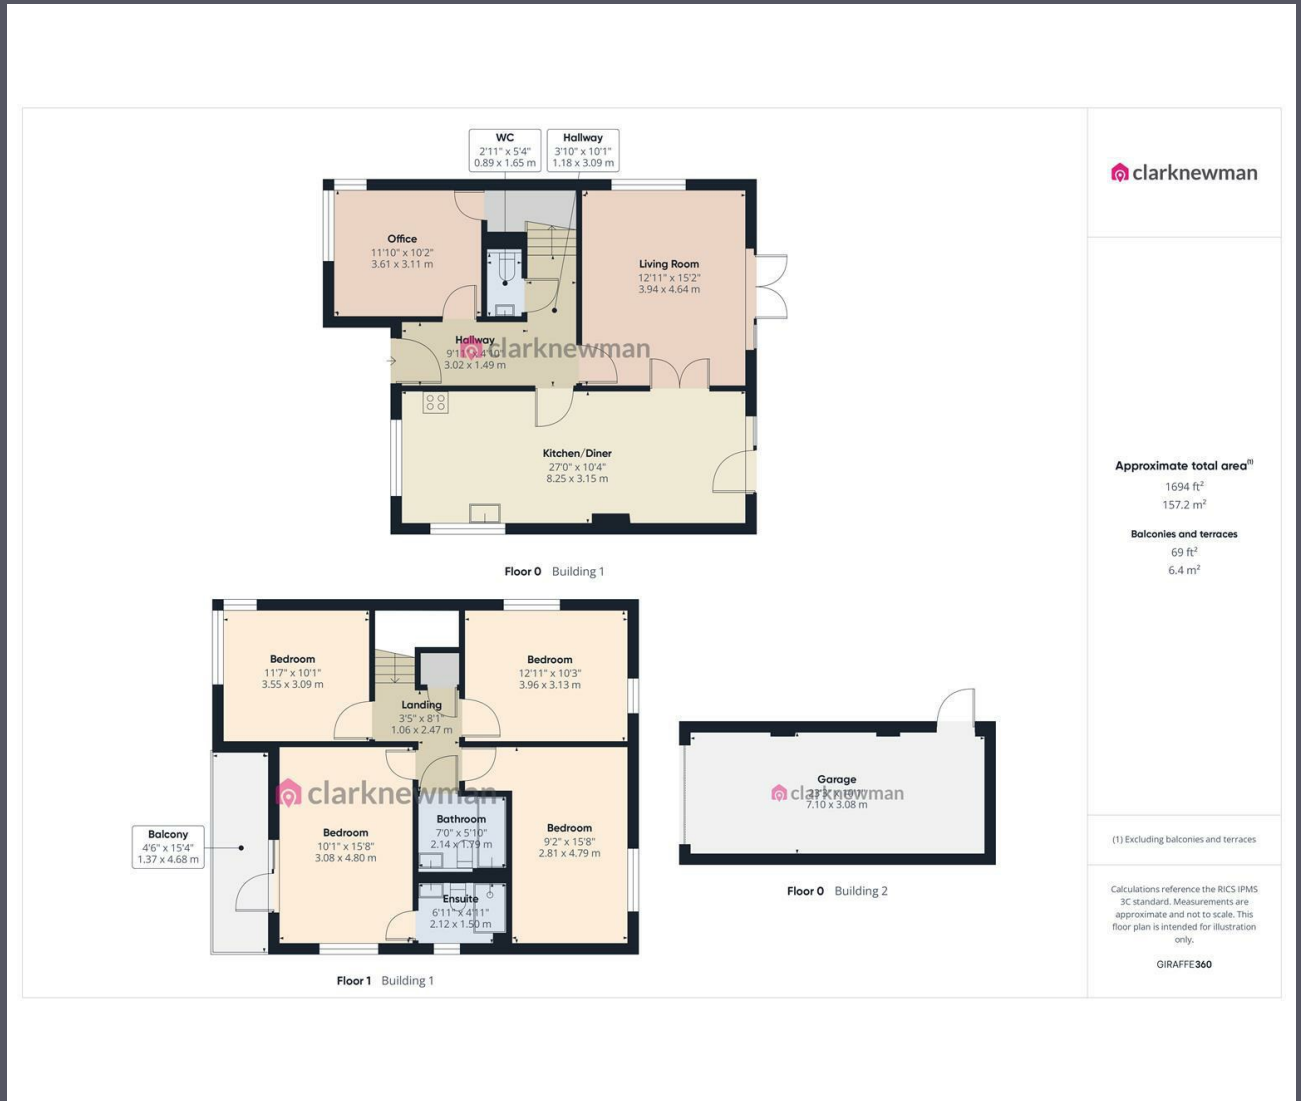 WC
2'11" x 5'4"
0.89 x 1.65 m
Hallway
3'10" x 10'1"
1.18 x 3.09 m
Office
11'10" x 10'2"
3.61 x 3.11 m
Living Room
12'11" x 15'2"
3.94 x 4.64 m
Hallway
3.02 x 1.49 m
clarknewman
Kitchen/Diner
27'0" x 10'4"
8.25 x 3.15 m
Floor 0 Building 1
Bedroom
11'7" x 10'1"
3.55 x 3.09 m
Bedroom
12'11" x 10'3"
3.96 x 3.13 m
Landing
3'5" x 8'1"
1.06 x 2.47 m
clarknewman
Balcony
4'6" x 15'4"
1.37 x 4.68 m
Bedroom
10'1" x 15'8"
3.08 x 4.80 m
Bathroom
7'0" x 5'10"
2.14 x 1.79 m
Bedroom
9'2" x 15'8"
2.81 x 4.79 m
Ensuite
6'11" x 4'11"
2.12 x 1.50 m
Floor 1 Building 1
Garage
clarknewman
7.10 x 3.08 m
Floor 0 Building 2
clarknewman
Approximate total area(1)
1694 ft²
157.2 m²
Balconies and terraces
69 ft²
6.4 m²
(1) Excluding balconies and terraces
Calculations reference the RICS IPMS
3C standard. Measurements are
approximate and not to scale. This
floor plan is intended for illustration
only.
GIRAFFE360